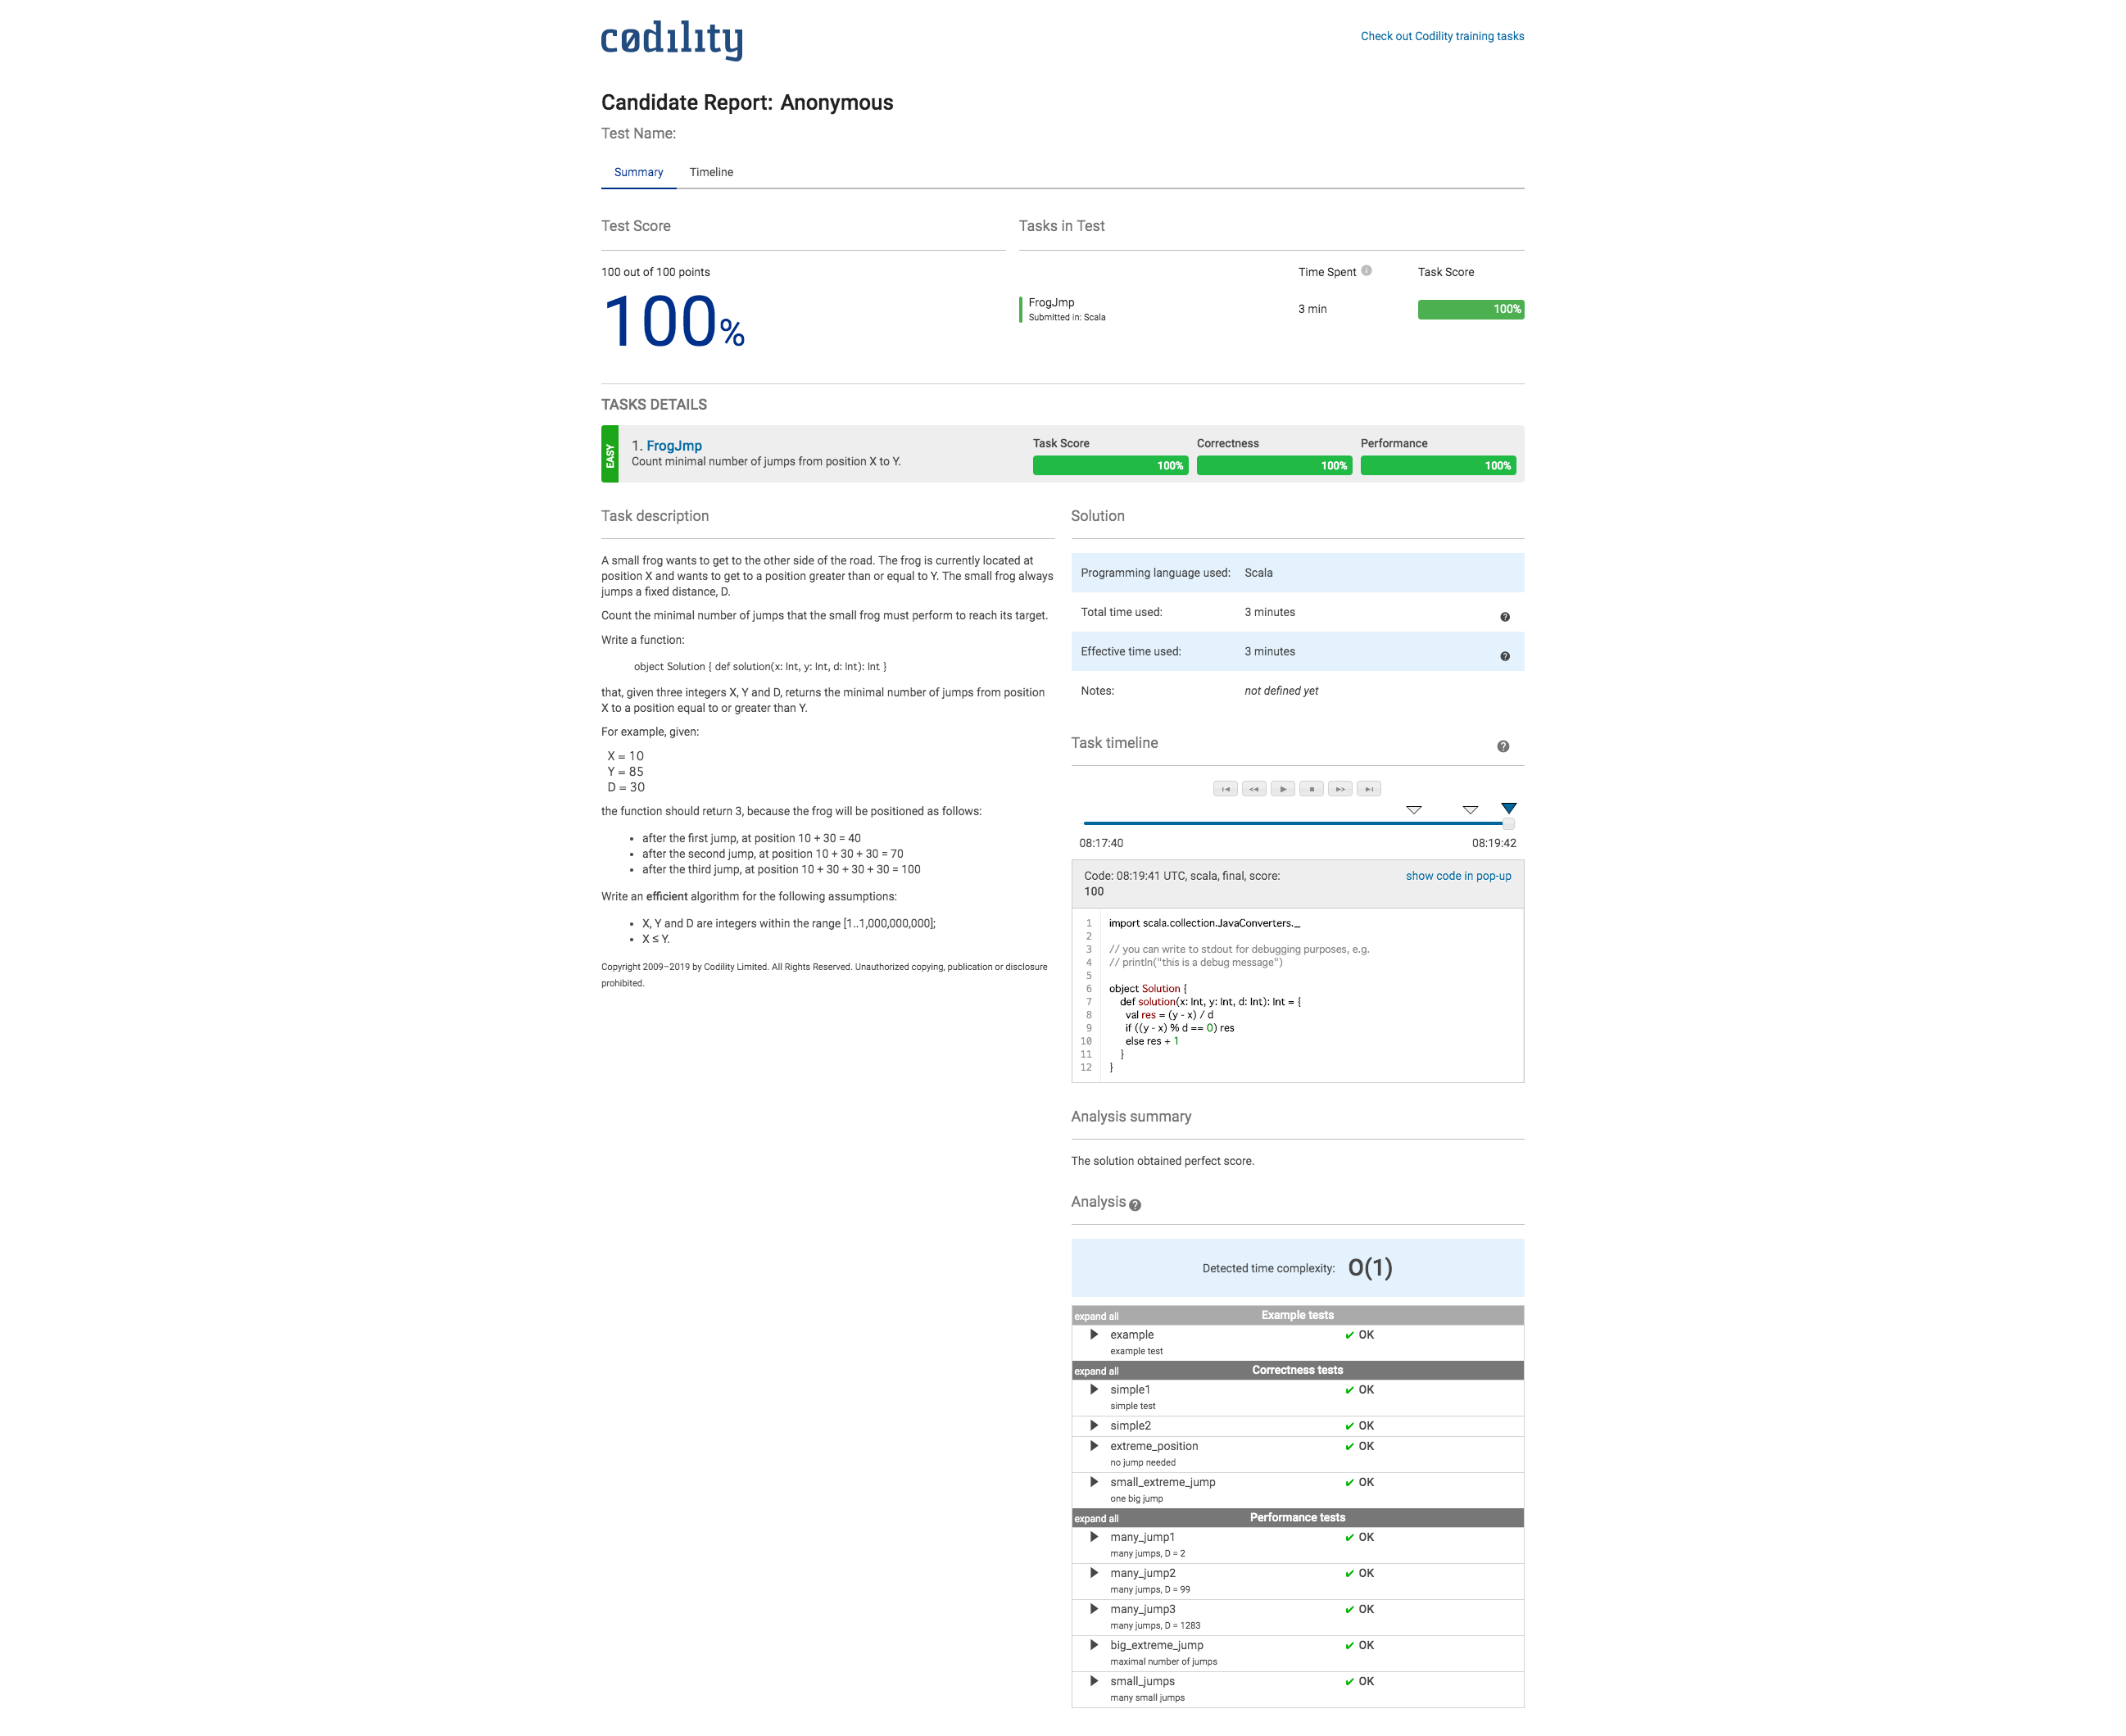 cødility
Check out Codility training tasks
Candidate Report: Anonymous
Test Name:
Summary Timeline
Test Score
100 out of 100 points
100%
Tasks in Test
Time Spent Task Score
FrogJmp
Submitted in: Scala
3 min
100%
TASKS DETAILS
EASY
1. FrogJmp
Count minimal number of jumps from position X to Y.
Task Score Correctness Performance
100% 100% 100%
Task description
A small frog wants to get to the other side of the road. The frog is currently located at
position X and wants to get to a position greater than or equal to Y. The small frog always
jumps a fixed distance, D.
Count the minimal number of jumps that the small frog must perform to reach its target.
Write a function:
object Solution { def solution(x: Int, y: Int, d: Int): Int }
that, given three integers X, Y and D, returns the minimal number of jumps from position
X to a position equal to or greater than Y.
For example, given:
X = 10
Y = 85
D = 30
the function should return 3, because the frog will be positioned as follows:
• after the first jump, at position 10 + 30 = 40
• after the second jump, at position 10 + 30 + 30 = 70
• after the third jump, at position 10 + 30 + 30 + 30 = 100
Write an efficient algorithm for the following assumptions:
• X, Y and D are integers within the range [1..1,000,000,000];
• X ≤ Y.
Copyright 2009–2019 by Codility Limited. All Rights Reserved. Unauthorized copying, publication or disclosure
prohibited.
Solution
Programming language used: Scala
Total time used: 3 minutes
Effective time used: 3 minutes
Notes: not defined yet
Task timeline
08:17:40 08:19:42
Code: 08:19:41 UTC, scala, final, score:
100
show code in pop-up
1 import scala.collection.JavaConverters._
2
3 // you can write to stdout for debugging purposes, e.g.
4 // println("this is a debug message")
5
6 object Solution {
7 def solution(x: Int, y: Int, d: Int): Int = {
8 val res = (y - x) / d
9 if ((y - x) % d == 0) res
10 else res + 1
11 }
12 }
Analysis summary
The solution obtained perfect score.
Analysis
Detected time complexity: O(1)
expand all Example tests
example ✔ OK
example test
expand all Correctness tests
simple1 ✔ OK
simple test
simple2 ✔ OK
extreme_position ✔ OK
no jump needed
small_extreme_jump ✔ OK
one big jump
expand all Performance tests
many_jump1 ✔ OK
many jumps, D = 2
many_jump2 ✔ OK
many jumps, D = 99
many_jump3 ✔ OK
many jumps, D = 1283
big_extreme_jump ✔ OK
maximal number of jumps
small_jumps ✔ OK
many small jumps